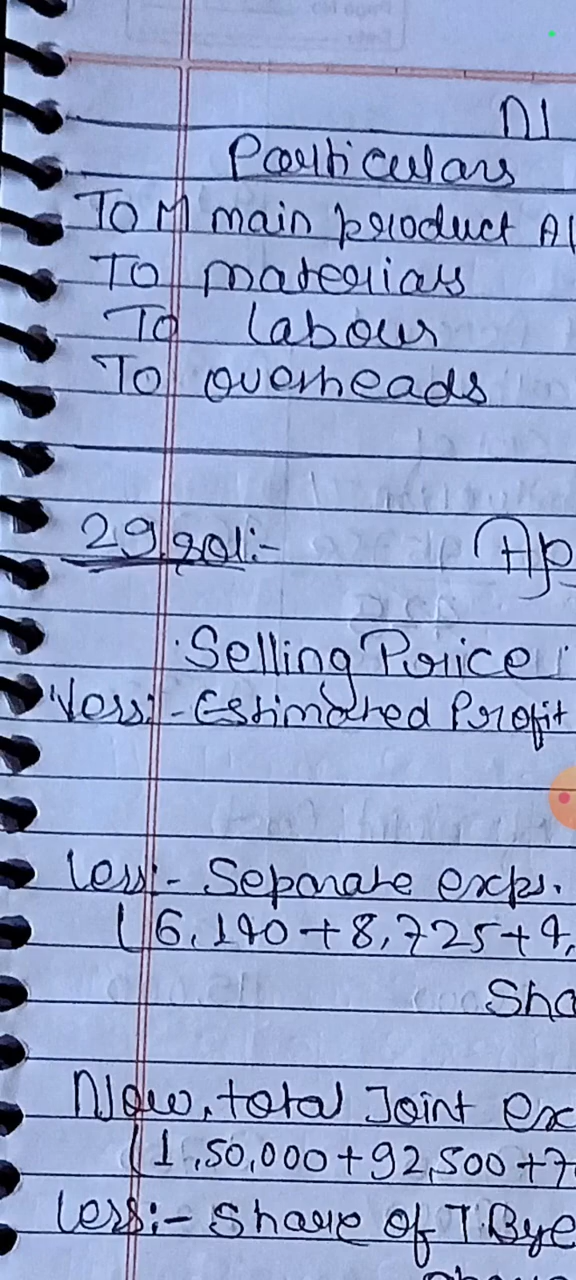 Particulars
To M main product A
To materials
To labour
To overheads
29 sol:-
Ap
Selling Price
Less:- Estimated Profit
Less:- Separate exps.
(6,140+8,725+4,
Sha
Now, total Joint ex
(1,50,000+92,500+7
Less:- Share of T.Bye